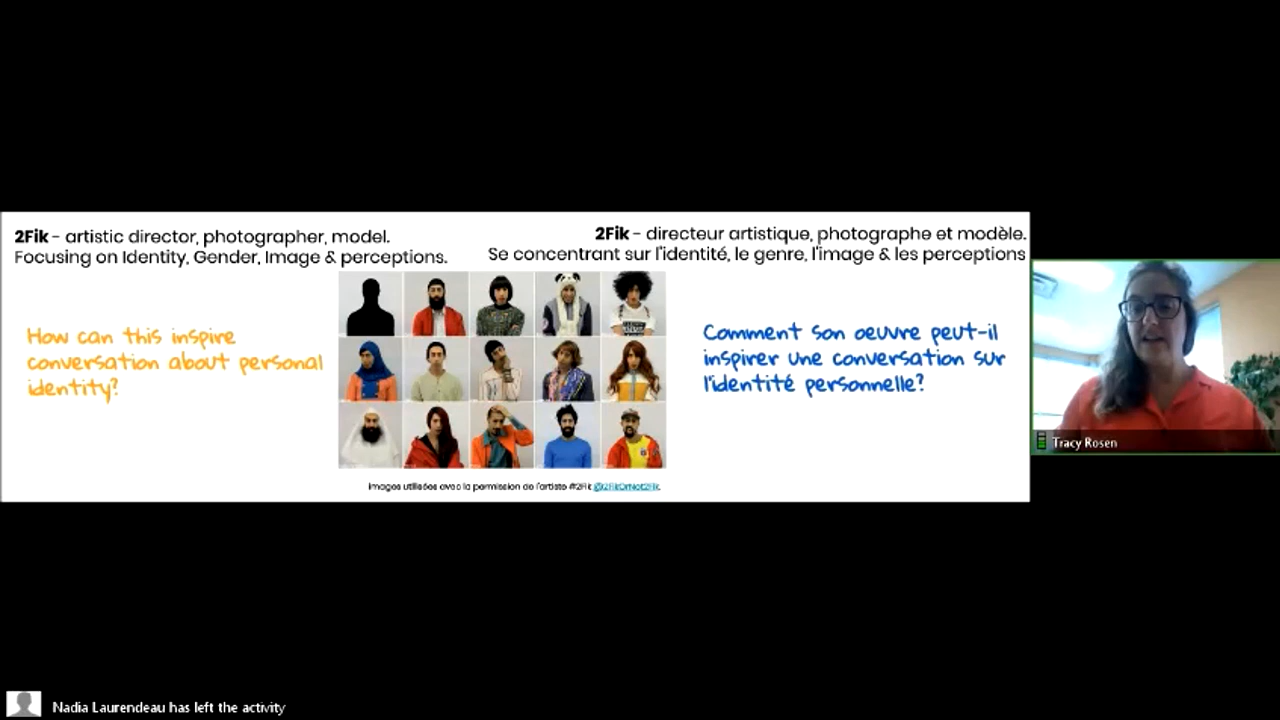 2Fik - artistic director, photographer, model.
Focusing on Identity, Gender, Image & perceptions.
2Fik - directeur artistique, photographe et modèle.
Se concentrant sur l'identité, le genre, l'image & les perceptions
How can this inspire
conversation about personal
identity?
Comment son oeuvre peut-il
inspirer une conversation sur
l'identité personnelle?
Images utilisées avec la permission de l'artiste #2Fik @2FikOrNot2Fik.
Tracy Rosen
Nadia Laurendeau has left the activity